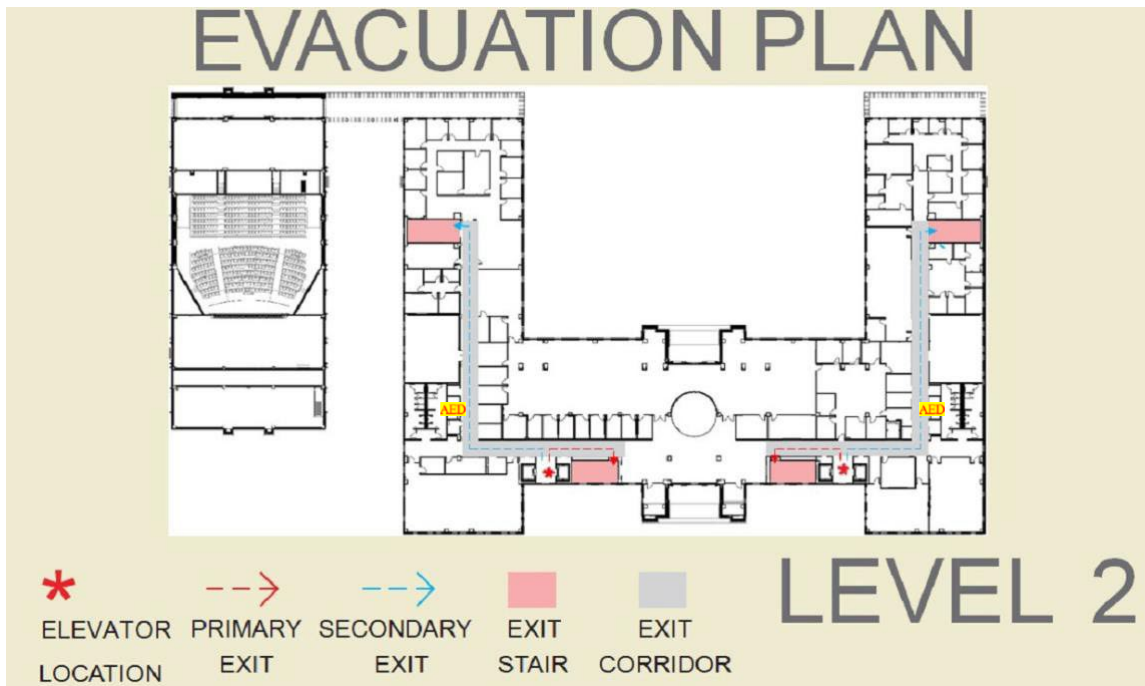 EVACUATION PLAN
AED
AED
LEVEL 2
ELEVATOR LOCATION
PRIMARY EXIT
SECONDARY EXIT
EXIT STAIR
EXIT CORRIDOR